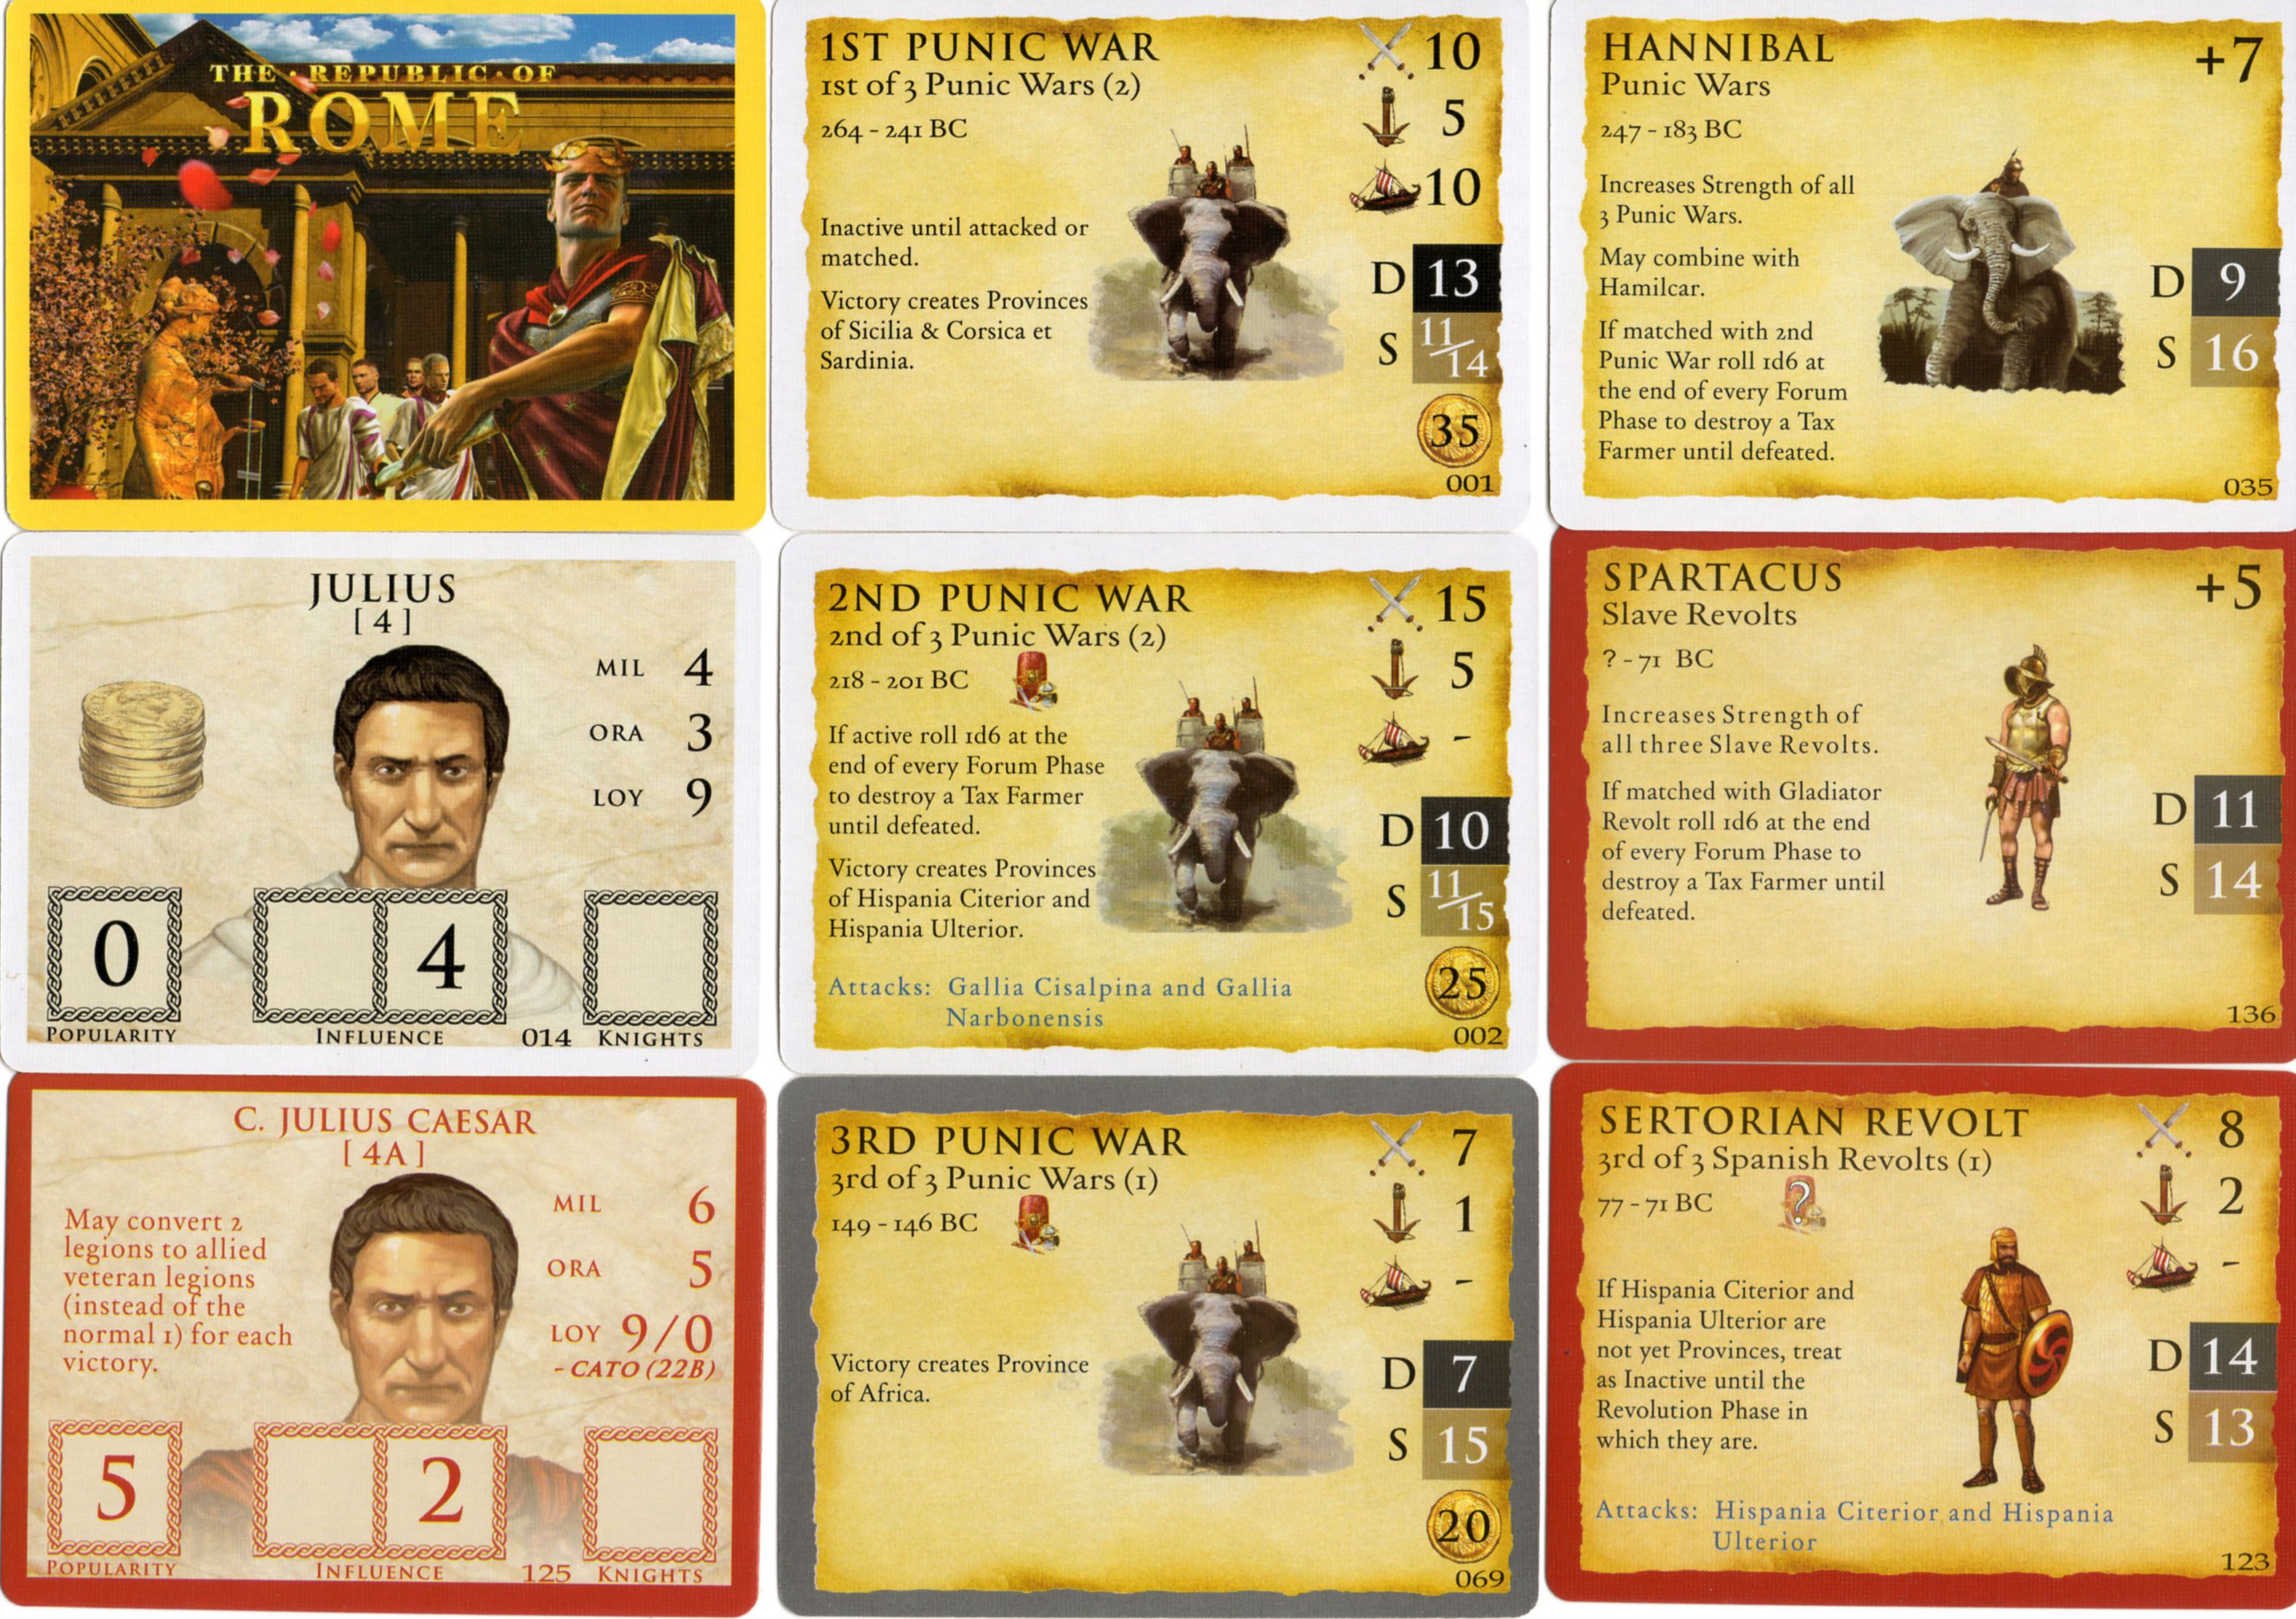 THE · REPUBLIC · OF
ROME
1ST PUNIC WAR
1st of 3 Punic Wars (2)
264 - 241 BC
Inactive until attacked or
matched.
Victory creates Provinces
of Sicilia & Corsica et
Sardinia.
10
5
10
D 13
S 11/14
35
001
HANNIBAL
Punic Wars
247 - 183 BC
+7
Increases Strength of all
3 Punic Wars.
May combine with
Hamilcar.
If matched with 2nd
Punic War roll 1d6 at
the end of every Forum
Phase to destroy a Tax
Farmer until defeated.
D 9
S 16
035
JULIUS
[ 4 ]
MIL 4
ORA 3
LOY 9
0
4
POPULARITY
INFLUENCE
014
KNIGHTS
2ND PUNIC WAR
2nd of 3 Punic Wars (2)
218 - 201 BC
If active roll 1d6 at the
end of every Forum Phase
to destroy a Tax Farmer
until defeated.
Victory creates Provinces
of Hispania Citerior and
Hispania Ulterior.
Attacks: Gallia Cisalpina and Gallia
Narbonensis
15
5
-
D 10
S 11/15
25
002
SPARTACUS
Slave Revolts
? - 71 BC
+5
Increases Strength of
all three Slave Revolts.
If matched with Gladiator
Revolt roll 1d6 at the end
of every Forum Phase to
destroy a Tax Farmer until
defeated.
D 11
S 14
136
C. JULIUS CAESAR
[ 4A ]
May convert 2
legions to allied
veteran legions
(instead of the
normal 1) for each
victory.
MIL 6
ORA 5
LOY 9/0
- CATO (22B)
5
2
POPULARITY
INFLUENCE
125
KNIGHTS
3RD PUNIC WAR
3rd of 3 Punic Wars (1)
149 - 146 BC
Victory creates Province
of Africa.
7
1
-
D 7
S 15
20
069
SERTORIAN REVOLT
3rd of 3 Spanish Revolts (1)
77 - 71 BC
?
If Hispania Citerior and
Hispania Ulterior are
not yet Provinces, treat
as Inactive until the
Revolution Phase in
which they are.
Attacks: Hispania Citerior and Hispania
Ulterior
8
2
-
D 14
S 13
123